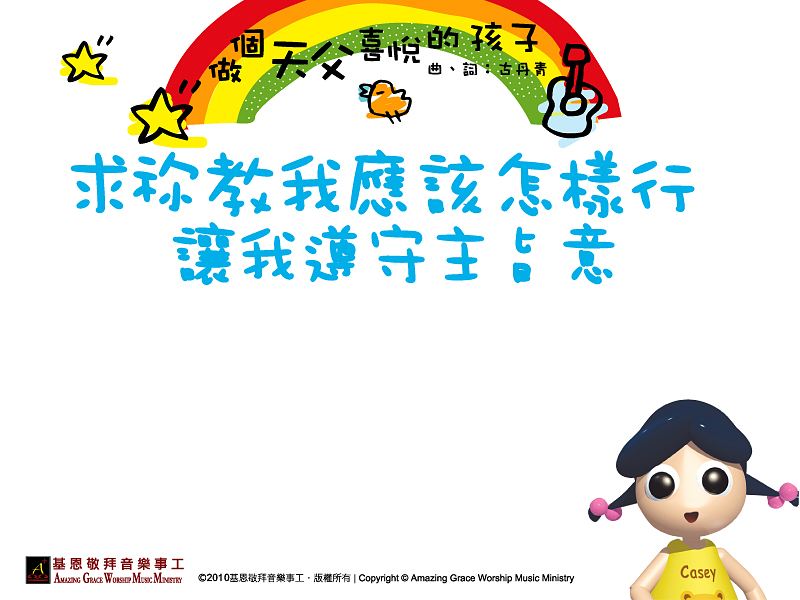 做個天父喜悅的孩子
曲、詞：古丹青
求祢教我應該怎樣行
讓我遵守主旨意
Casey
基恩敬拜音樂事工
AMAZING GRACE WORSHIP MUSIC MINISTRY
©2010基恩敬拜音樂事工・版權所有 | Copyright © Amazing Grace Worship Music Ministry